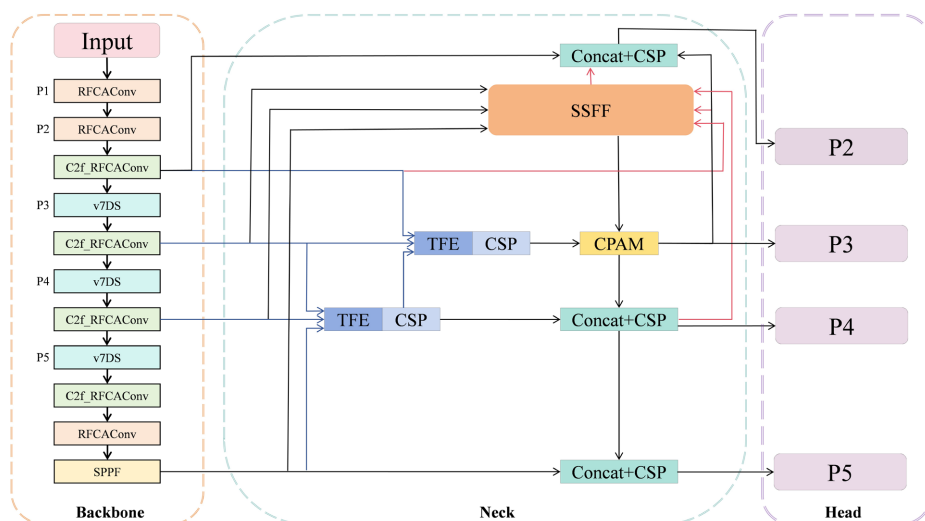 Input
P1
RFCAConv
P2
RFCAConv
C2f_RFCAConv
P3
v7DS
C2f_RFCAConv
P4
v7DS
C2f_RFCAConv
P5
v7DS
C2f_RFCAConv
RFCAConv
SPPF
Backbone
Concat+CSP
SSFF
TFE CSP
CPAM
TFE CSP
Concat+CSP
Concat+CSP
Neck
P2
P3
P4
P5
Head